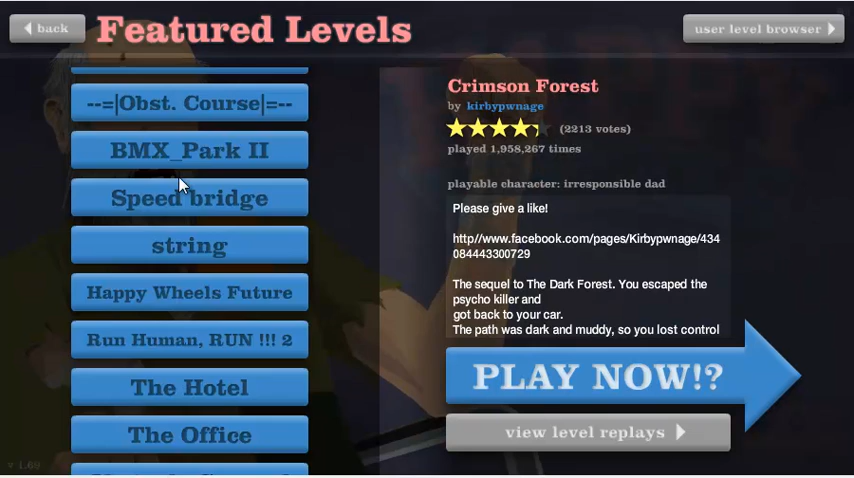 back
Featured Levels
user level browser
--=|Obst. Course|=--
BMX_Park II
Speed bridge
string
Happy Wheels Future
Run Human, RUN !!! 2
The Hotel
The Office
Crimson Forest
by kirbypwnage
(2213 votes)
played 1,958,267 times
playable character: irresponsible dad
Please give a like!
http//www.facebook.com/pages/Kirbypwnage/434
084443300729
The sequel to The Dark Forest. You escaped the
psycho killer and
got back to your car.
The path was dark and muddy, so you lost control
PLAY NOW!?
view level replays
v 1.60